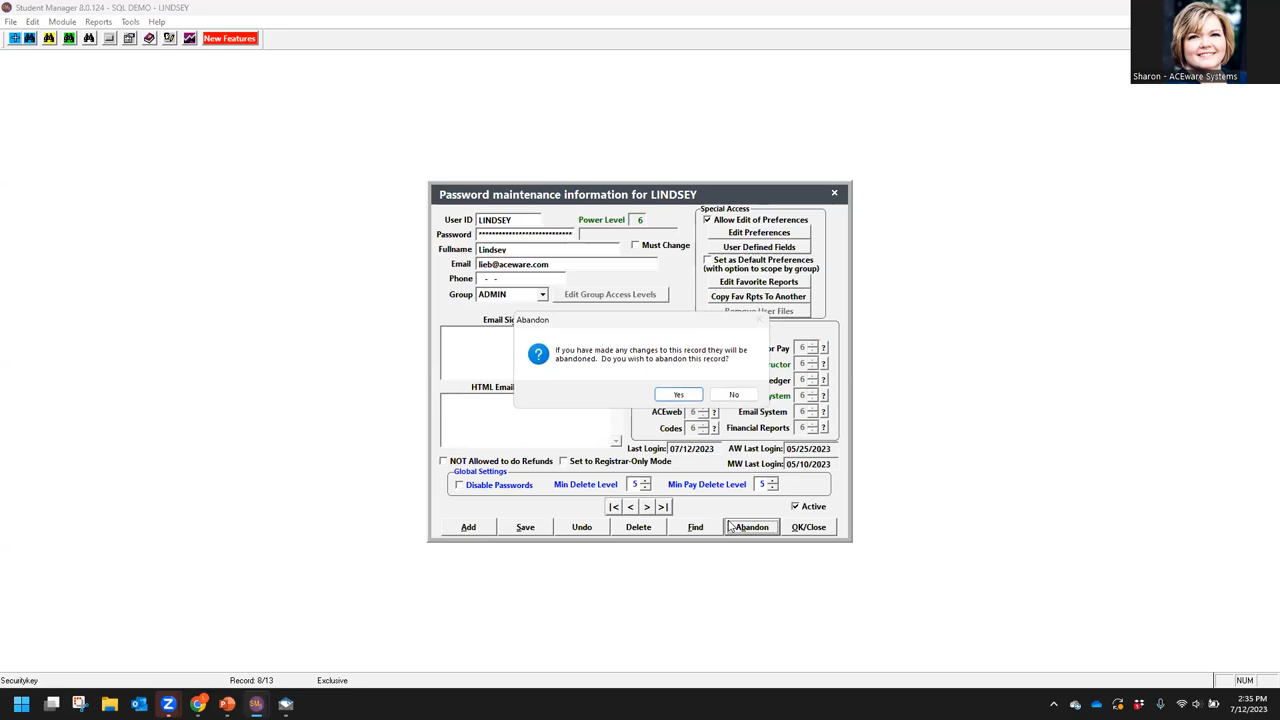 Student Manager 8.0.124 - SQL DEMO - LINDSEY
File Edit Module Reports Tools Help
New Features
Sharon - ACEware Systems
Password maintenance information for LINDSEY
User ID LINDSEY Power Level 6
Password ****************************
Fullname Lindsey Must Change
Email lieb@aceware.com
Phone - -
Group ADMIN Edit Group Access Levels
Special Access
Allow Edit of Preferences
Edit Preferences
User Defined Fields
Set as Default Preferences
(with option to scope by group)
Edit Favorite Reports
Copy Fav Rpts To Another
Remove User Files
Abandon
If you have made any changes to this record they will be
abandoned. Do you wish to abandon this record?
Yes No
Email Si
HTML Email
or Pay 6 ?
ructor 6 ?
edger 6 ?
ystem 6 ?
ACEweb 6 ? Email System 6 ?
Codes 6 ? Financial Reports 6 ?
Last Login: 07/12/2023 AW Last Login: 05/25/2023
MW Last Login: 05/10/2023
NOT Allowed to do Refunds Set to Registrar-Only Mode
Global Settings
Disable Passwords Min Delete Level 5 Min Pay Delete Level 5
|< < > >| Active
Add Save Undo Delete Find Abandon OK/Close
Securitykey Record: 8/13 Exclusive NUM
2:35 PM
7/12/2023